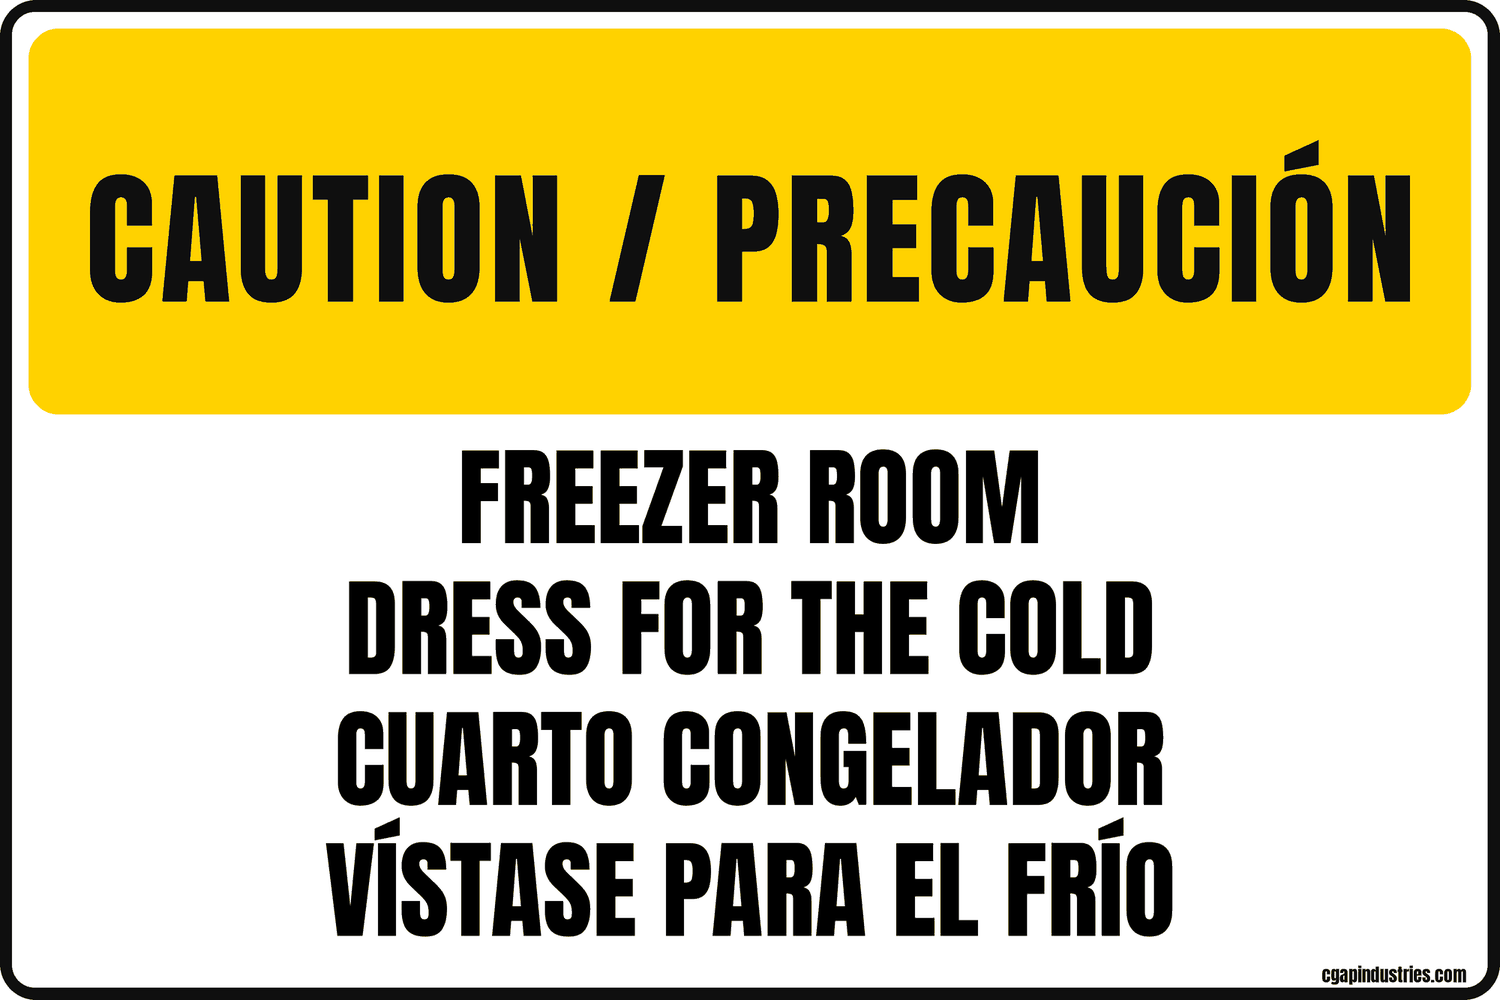 CAUTION / PRECAUCIÓN
FREEZER ROOM
DRESS FOR THE COLD
CUARTO CONGELADOR
VÍSTASE PARA EL FRÍO
cgapindustries.com